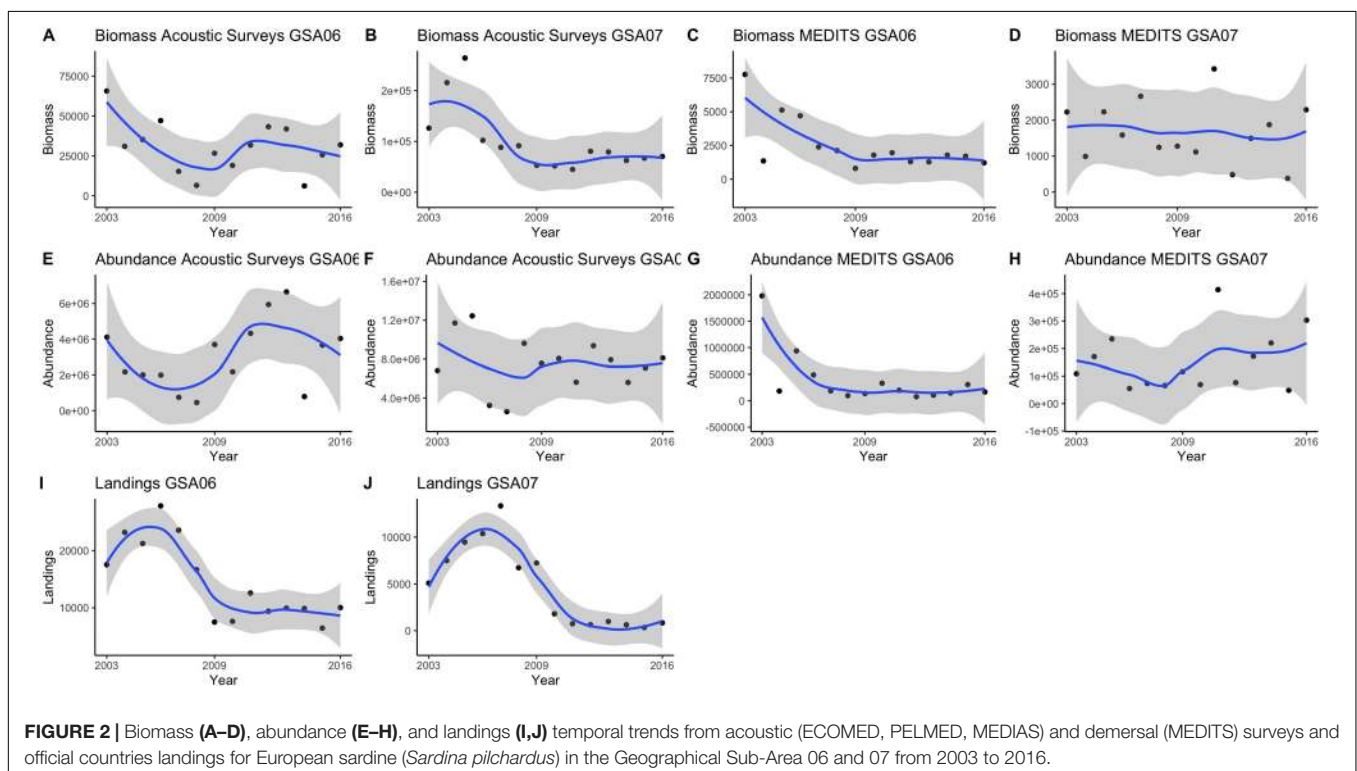 A Biomass Acoustic Surveys GSA06
B Biomass Acoustic Surveys GSA07
C Biomass MEDITS GSA06
D Biomass MEDITS GSA07
Biomass
75000
50000
25000
0
2003 2009 2016
Year
Biomass
2e+05
1e+05
0e+00
2003 2009 2016
Year
Biomass
7500
5000
2500
0
2003 2009 2016
Year
Biomass
3000
2000
1000
0
2003 2009 2016
Year
E Abundance Acoustic Surveys GSA06
F Abundance Acoustic Surveys GSA0
G Abundance MEDITS GSA06
H Abundance MEDITS GSA07
Abundance
6e+06
4e+06
2e+06
0e+00
2003 2009 2016
Year
Abundance
1.6e+07
1.2e+07
8.0e+06
4.0e+06
2003 2009 2016
Year
Abundance
2000000
1500000
1000000
500000
0
-500000
2003 2009 2016
Year
Abundance
4e+05
3e+05
2e+05
1e+05
0e+00
-1e+05
2003 2009 2016
Year
I Landings GSA06
J Landings GSA07
Landings
20000
10000
2003 2009 2016
Year
Landings
10000
5000
0
2003 2009 2016
Year
FIGURE 2 | Biomass (A–D), abundance (E–H), and landings (I,J) temporal trends from acoustic (ECOMED, PELMED, MEDIAS) and demersal (MEDITS) surveys and
official countries landings for European sardine (Sardina pilchardus) in the Geographical Sub-Area 06 and 07 from 2003 to 2016.